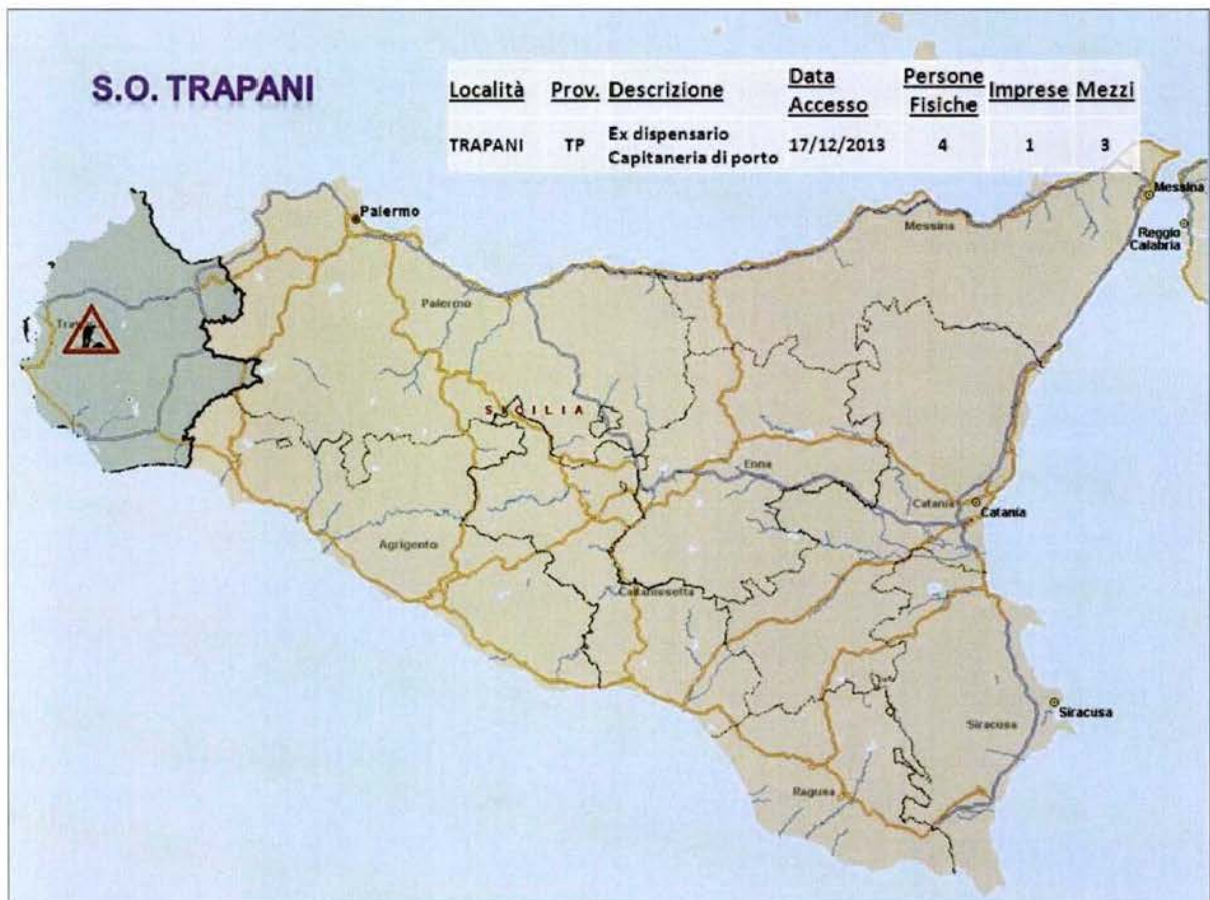 S.O. TRAPANI
Località Prov. Descrizione Data Accesso Persone Fisiche Imprese Mezzi
TRAPANI TP Ex dispensario Capitaneria di porto 17/12/2013 4 1 3
Messina
Palermo
Messina
Reggio Calabria
Palermo
SICILIA
Enna
Catania
Catania
Agrigento
Caltanissetta
Siracusa
Siracusa
Ragusa